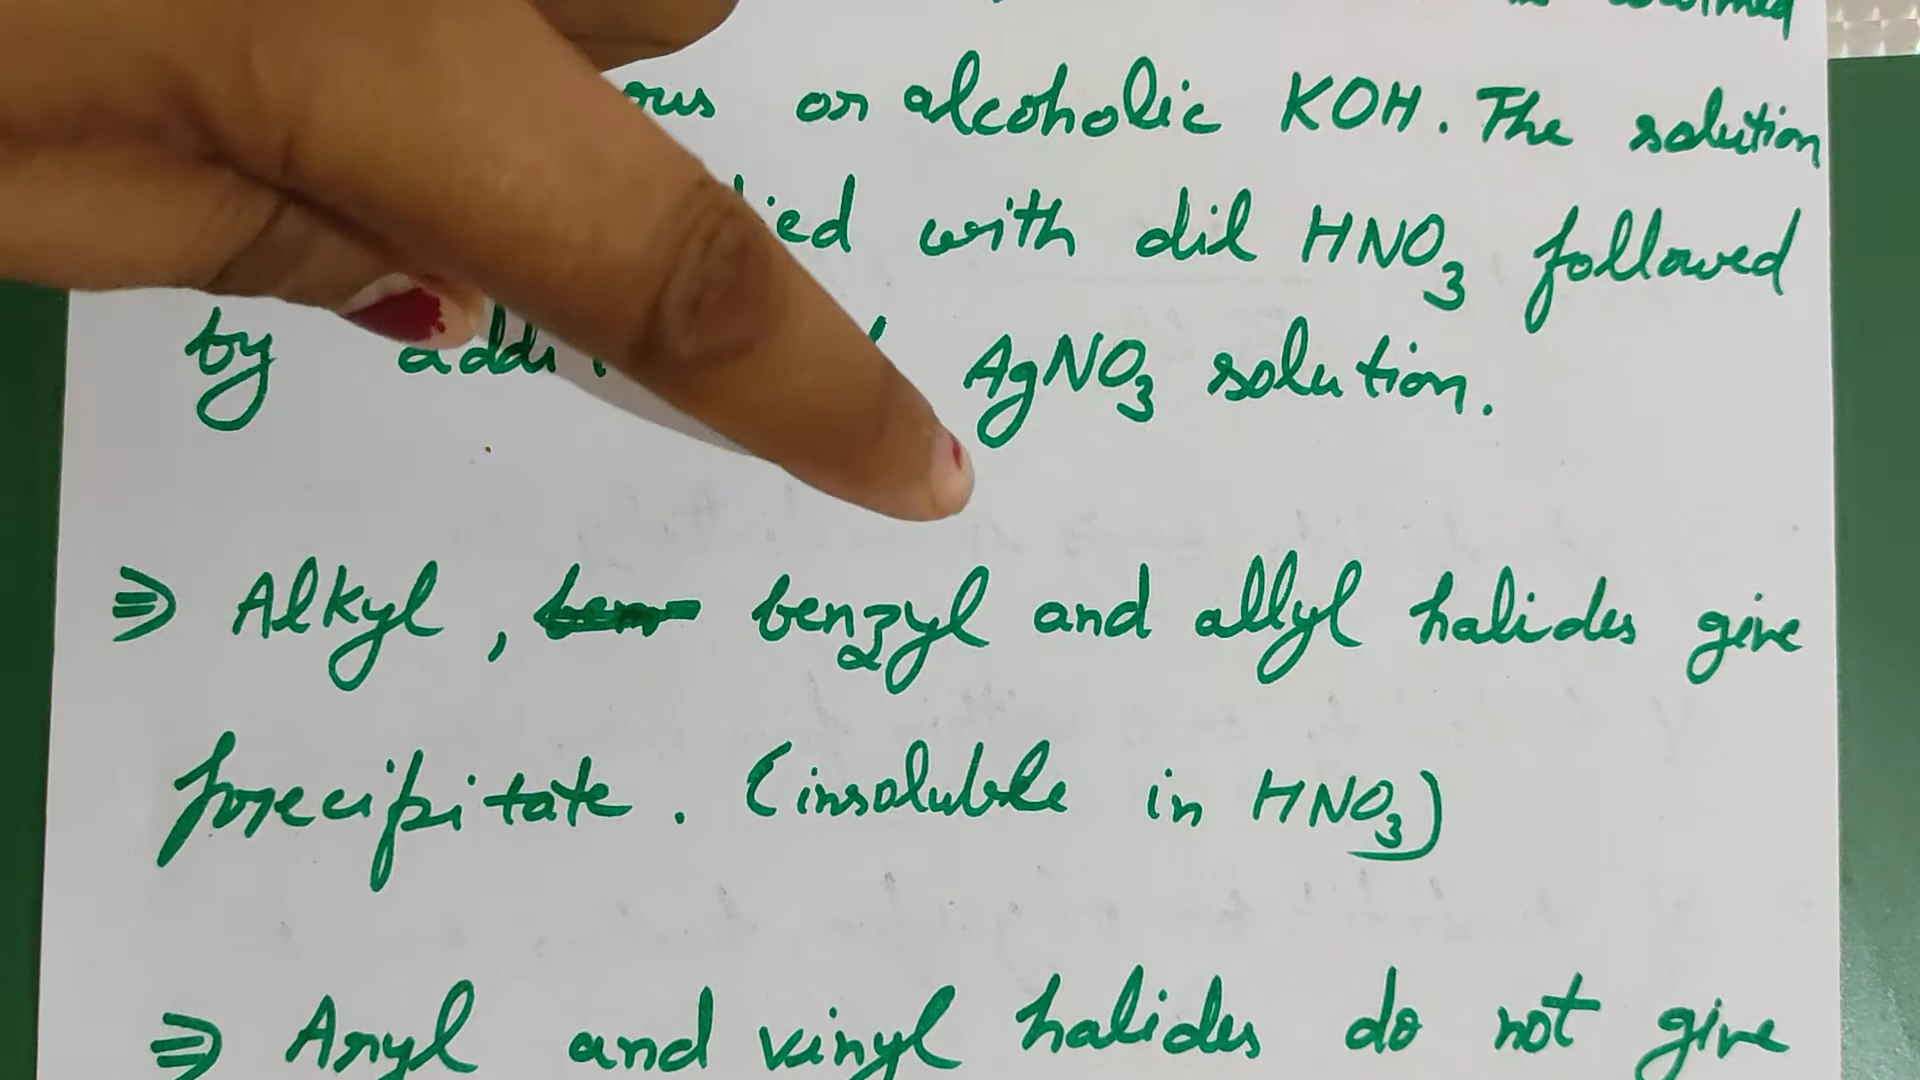 or alcoholic KOH. The solution
with dil HNO3 followed
by AgNO3 solution.
⇒ Alkyl, benzyl and allyl halides give
precipitate. (insoluble in HNO3)
⇒ Aryl and vinyl halides do not give